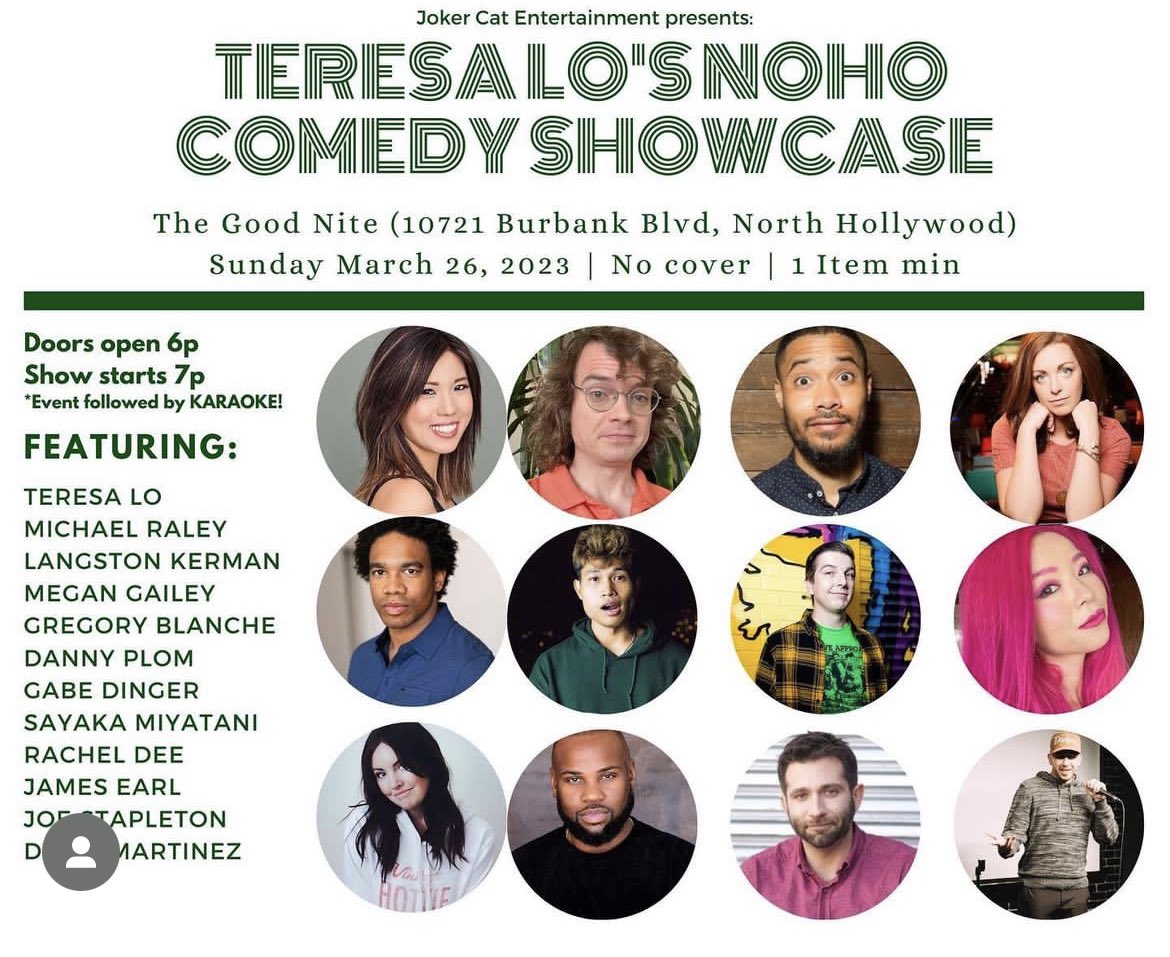 Joker Cat Entertainment presents:
TERESA LO'S NOHO
COMEDY SHOWCASE
The Good Nite (10721 Burbank Blvd, North Hollywood)
Sunday March 26, 2023 | No cover | 1 Item min
Doors open 6p
Show starts 7p
*Event followed by KARAOKE!
FEATURING:
TERESA LO
MICHAEL RALEY
LANGSTON KERMAN
MEGAN GAILEY
GREGORY BLANCHE
DANNY PLOM
GABE DINGER
SAYAKA MIYATANI
RACHEL DEE
JAMES EARL
JOE STAPLETON
MARTINEZ
HOTTIE